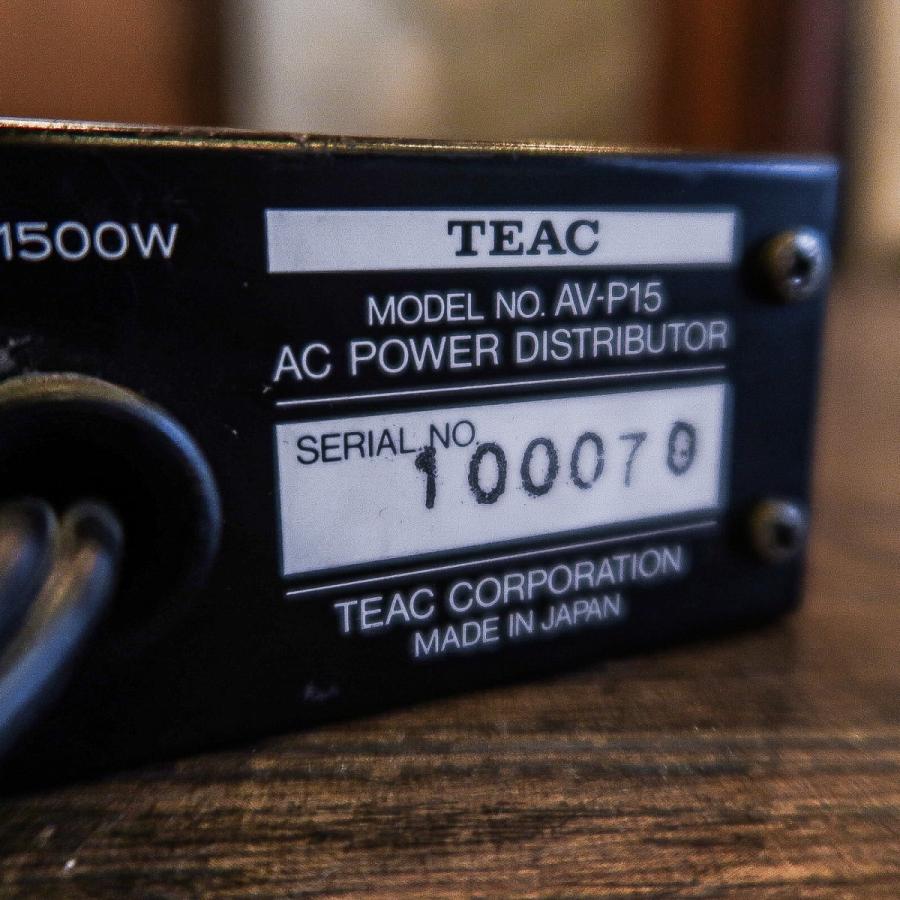 1500W
TEAC
MODEL NO. AV-P15
AC POWER DISTRIBUTOR
SERIAL NO.
100070
TEAC CORPORATION
MADE IN JAPAN